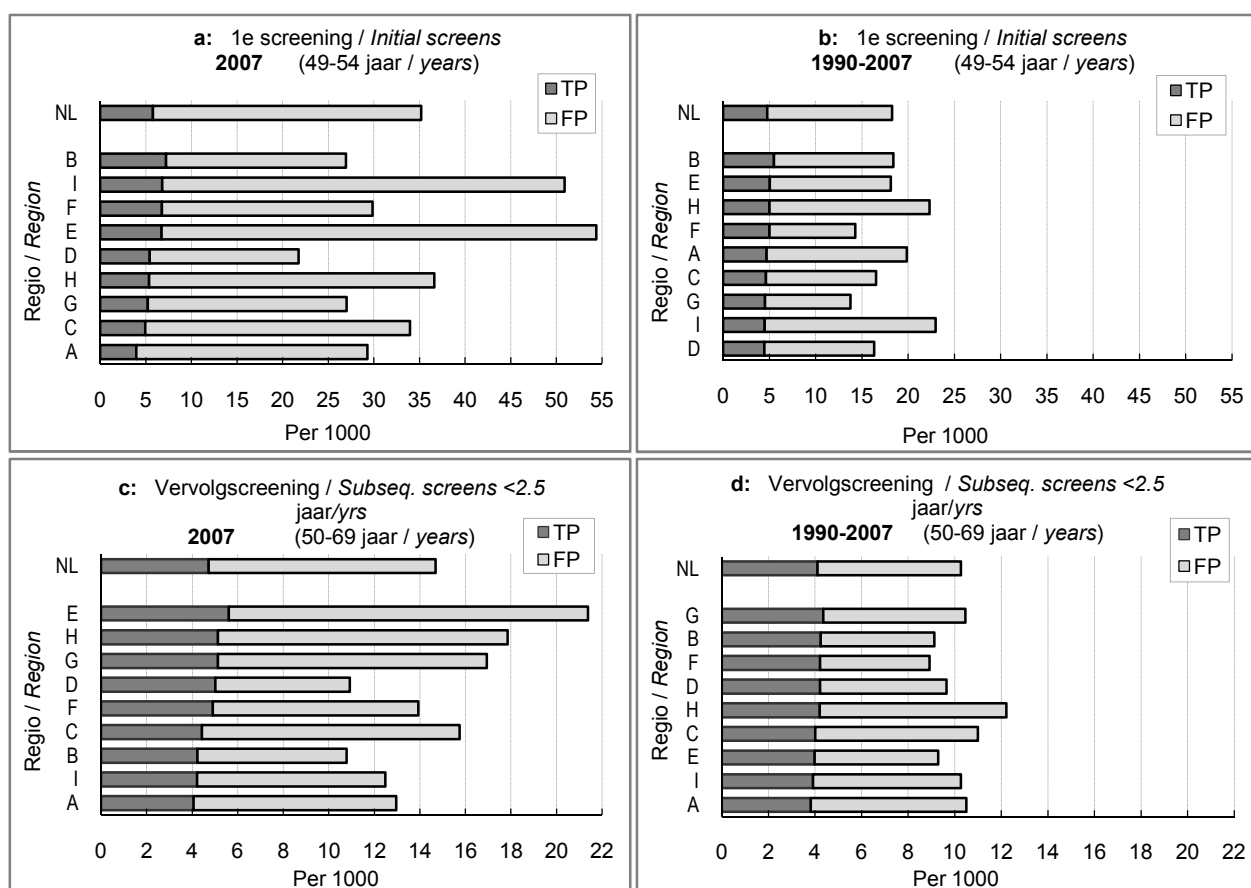 a: 1e screening / Initial screens
2007 (49-54 jaar / years)
TP
FP
NL
B
I
F
E
D
H
G
C
A
Regio / Region
0 5 10 15 20 25 30 35 40 45 50 55
Per 1000
b: 1e screening / Initial screens
1990-2007 (49-54 jaar / years)
TP
FP
NL
B
E
H
F
A
C
G
I
D
Regio / Region
0 5 10 15 20 25 30 35 40 45 50 55
Per 1000
c: Vervolgscreening / Subseq. screens <2.5
jaar/yrs
2007 (50-69 jaar / years)
TP
FP
NL
E
H
G
D
F
C
B
I
A
Regio / Region
0 2 4 6 8 10 12 14 16 18 20 22
Per 1000
d: Vervolgscreening / Subseq. screens <2.5
jaar/yrs
1990-2007 (50-69 jaar / years)
TP
FP
NL
G
B
F
D
H
C
E
I
A
Regio / Region
0 2 4 6 8 10 12 14 16 18 20 22
Per 1000